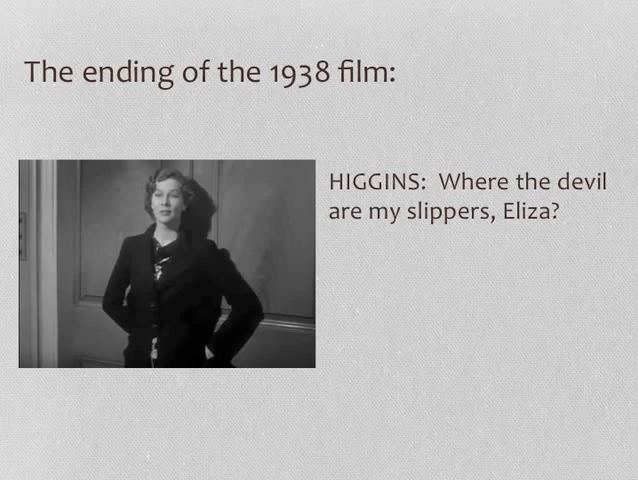 The ending of the 1938 film:
HIGGINS: Where the devil
are my slippers, Eliza?